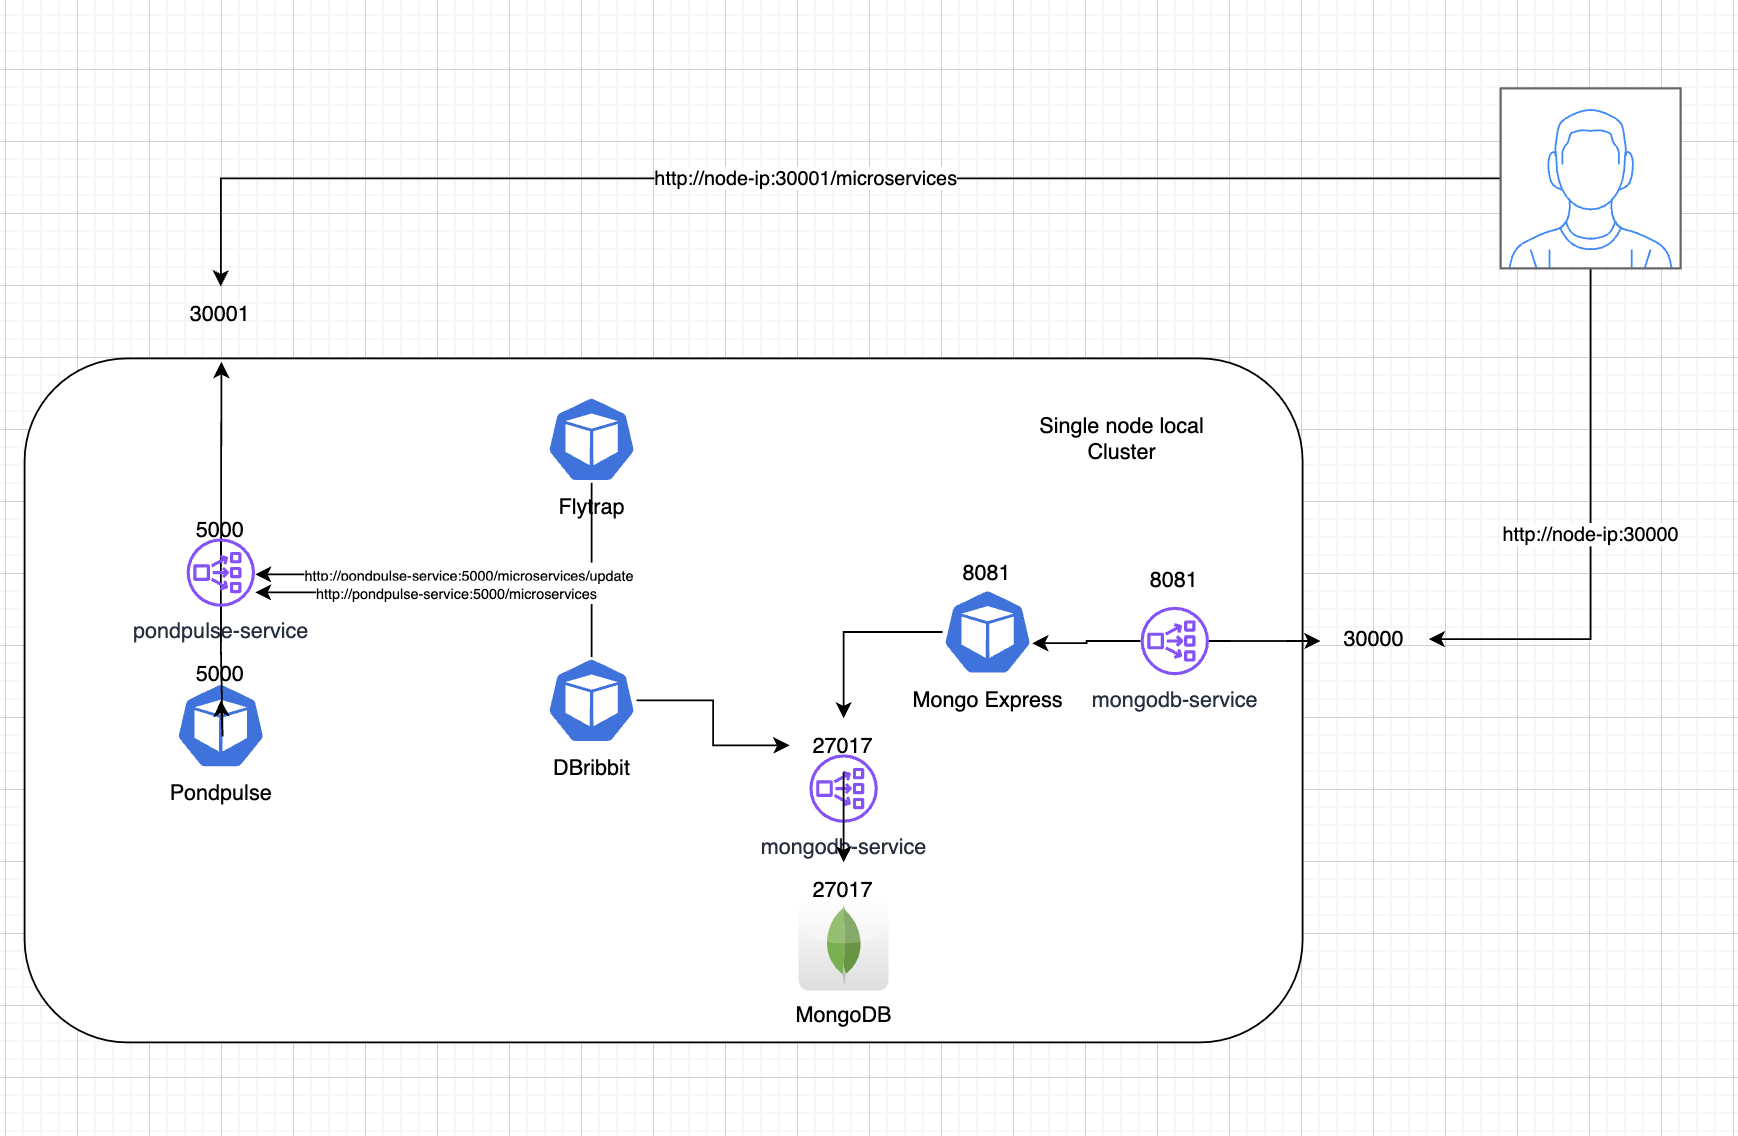 http://node-ip:30001/microservices
30001
Single node local
Cluster
Flytrap
5000
http://node-ip:30000
http://pondpulse-service:5000/microservices/update
http://pondpulse-service:5000/microservices
8081
8081
pondpulse-service
30000
5000
Mongo Express
mongodb-service
27017
DBribbit
Pondpulse
mongodb-service
27017
MongoDB